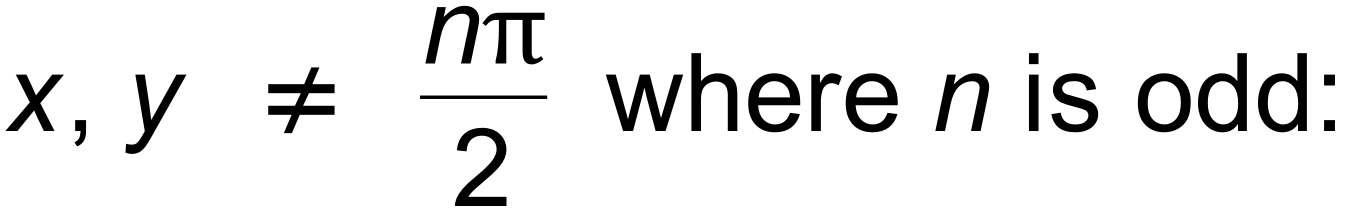 x, y ≠ nπ/2 where n is odd: